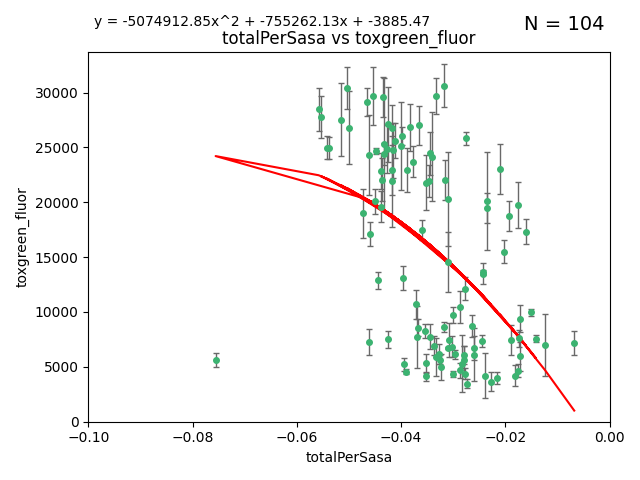 y = -5074912.85x^2 + -755262.13x + -3885.47
N = 104
totalPerSasa vs toxgreen_fluor
30000
25000
20000
15000
10000
5000
0
toxgreen_fluor
−0.10 −0.08 −0.06 −0.04 −0.02 0.00
totalPerSasa